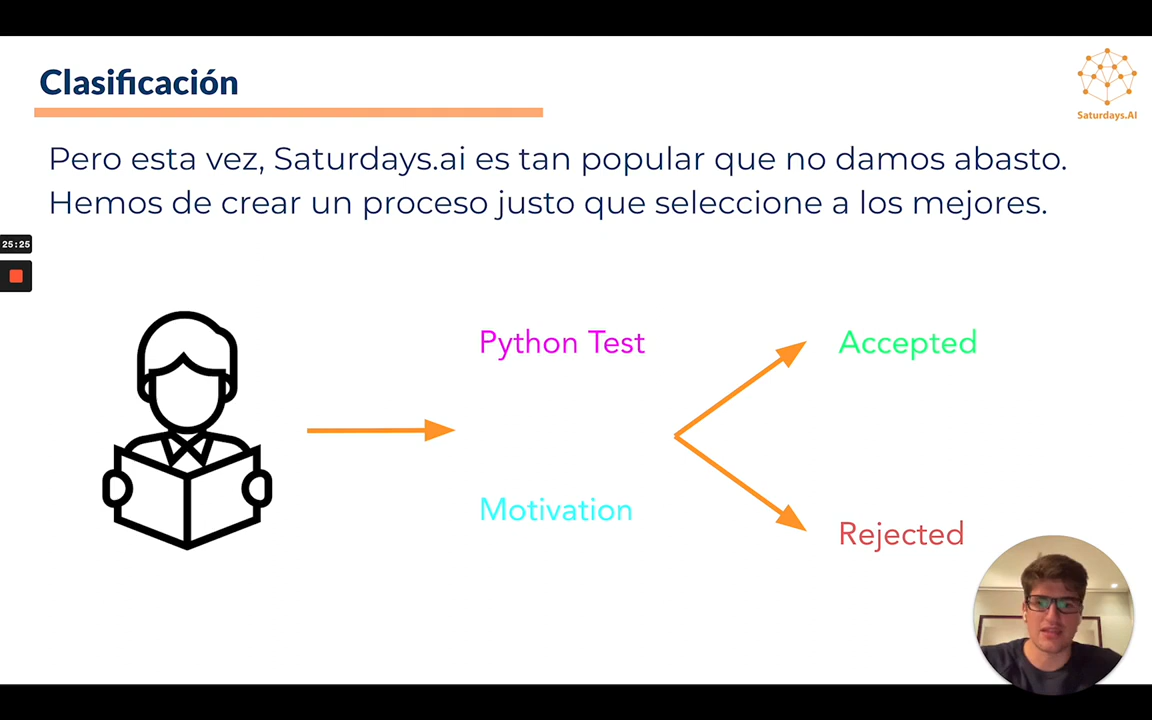 Clasificación
Saturdays.AI
Pero esta vez, Saturdays.ai es tan popular que no damos abasto.
Hemos de crear un proceso justo que seleccione a los mejores.
25:25
Python Test
Accepted
Motivation
Rejected